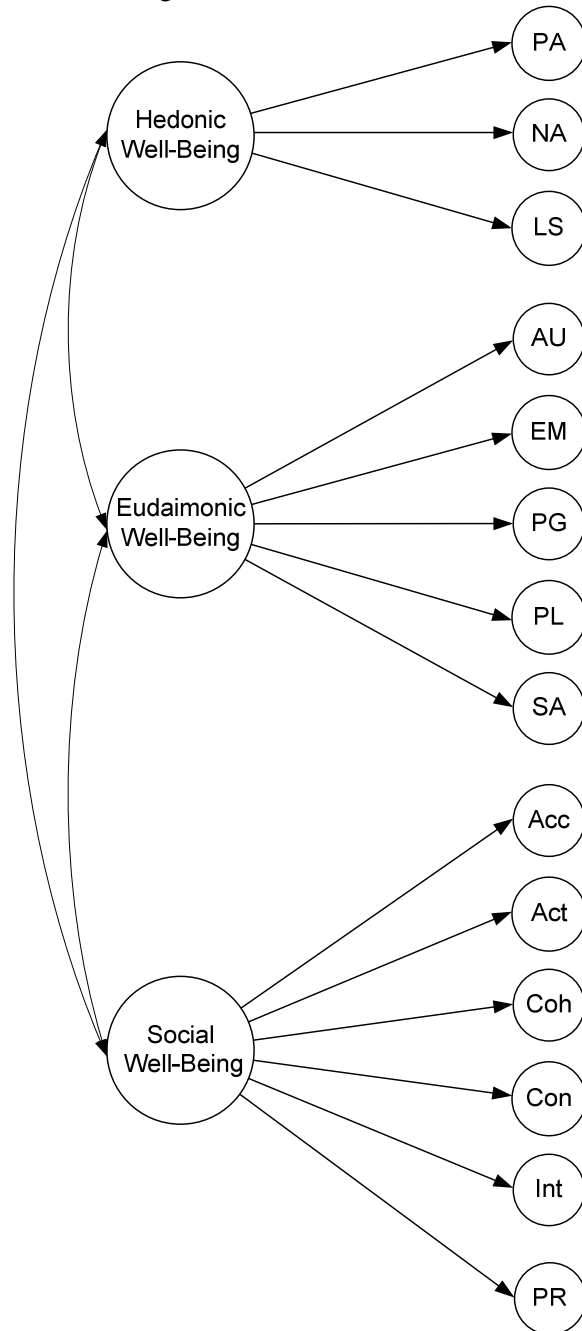 PA
Hedonic
Well-Being
NA
LS
AU
EM
Eudaimonic
Well-Being
PG
PL
SA
Acc
Act
Coh
Social
Well-Being
Con
Int
PR